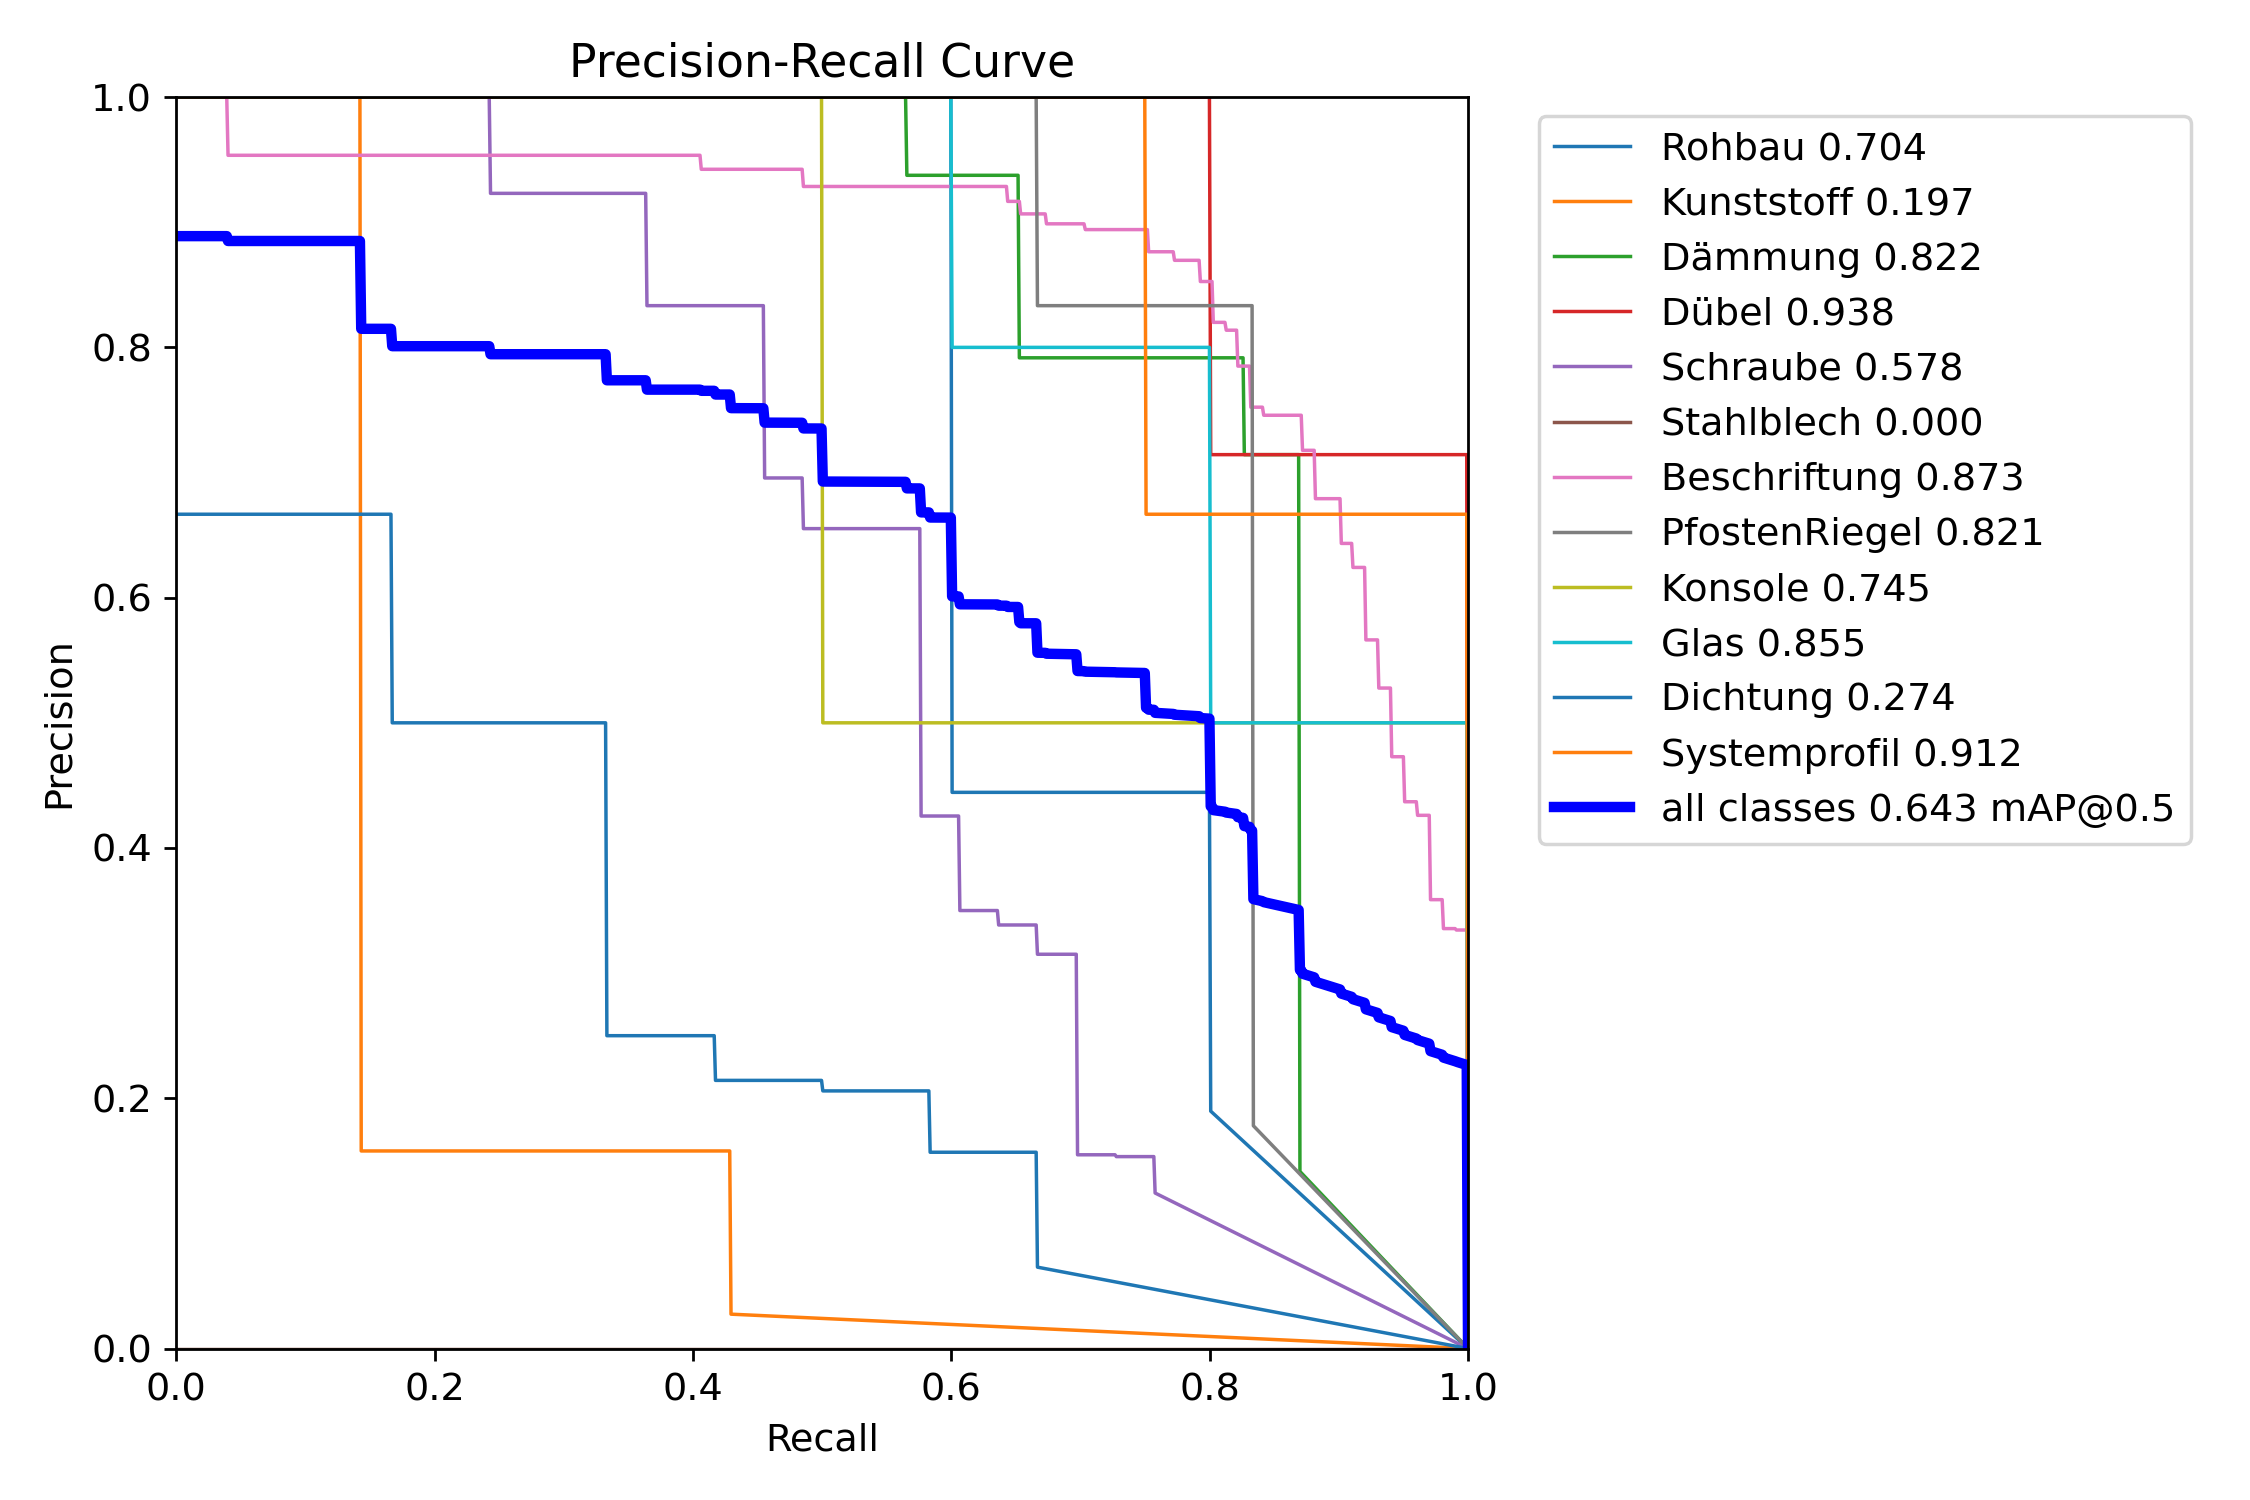 Precision-Recall Curve
1.0
0.8
0.6
0.4
0.2
0.0
Precision
0.0 0.2 0.4 0.6 0.8 1.0
Recall
Rohbau 0.704
Kunststoff 0.197
Dämmung 0.822
Dübel 0.938
Schraube 0.578
Stahlblech 0.000
Beschriftung 0.873
PfostenRiegel 0.821
Konsole 0.745
Glas 0.855
Dichtung 0.274
Systemprofil 0.912
all classes 0.643 mAP@0.5